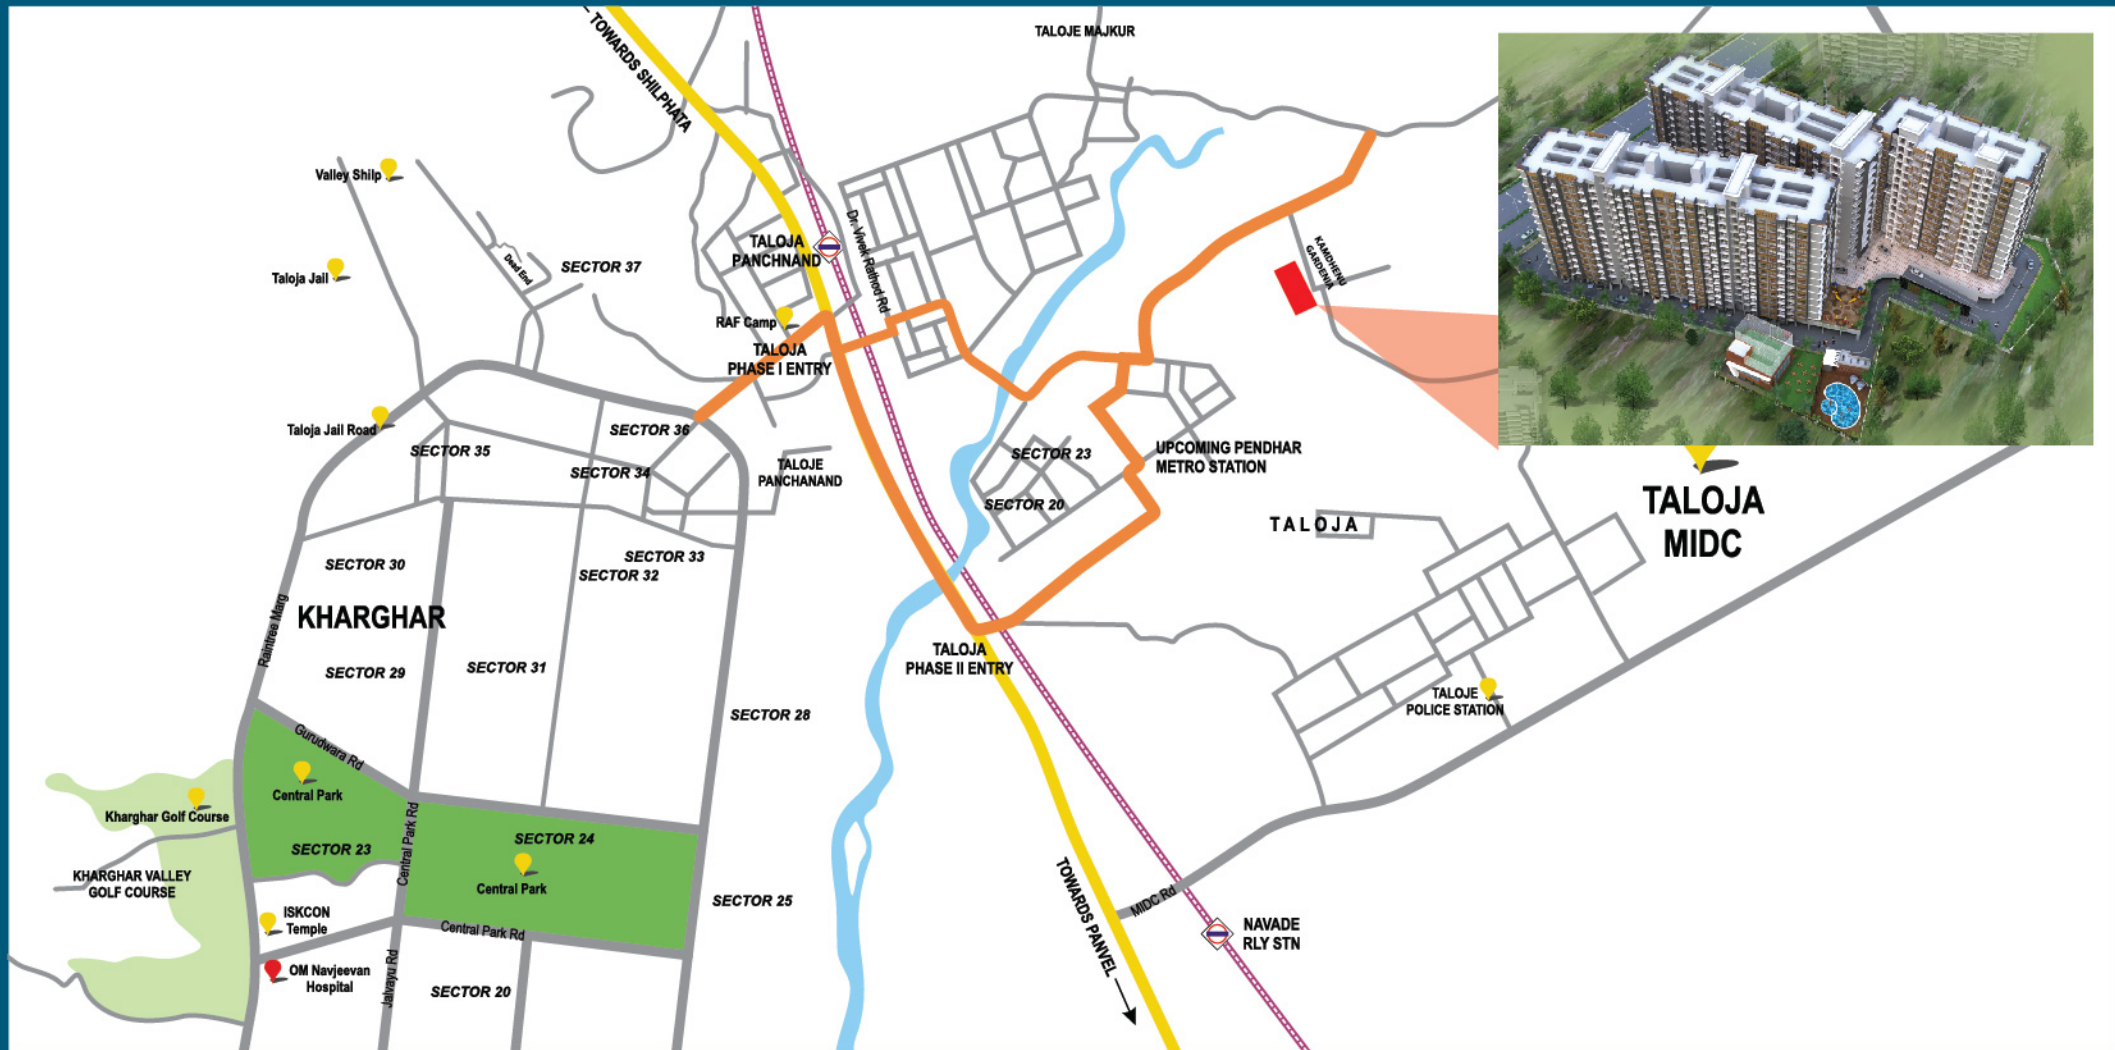 TALOJE MAJKUR
TOWARDS SHILPHATA
Valley Shilp
Taloja Jail
Dead End
SECTOR 37
TALOJA
PANCHNAND
Dr. Vivek Rathod Rd
KAMDHENU
GARDENIA
RAF Camp
TALOJA
PHASE I ENTRY
Taloja Jail Road
SECTOR 36
SECTOR 35
SECTOR 34
TALOJE
PANCHANAND
SECTOR 23
SECTOR 20
UPCOMING PENDHAR
METRO STATION
TALOJA
TALOJA
MIDC
SECTOR 33
SECTOR 30
SECTOR 32
KHARGHAR
Raintree Marg
SECTOR 29
SECTOR 31
TALOJA
PHASE II ENTRY
SECTOR 28
TALOJE
POLICE STATION
Gurudwara Rd
Central Park
Kharghar Golf Course
Central Park Rd
SECTOR 24
SECTOR 23
Central Park
KHARGHAR VALLEY
GOLF COURSE
SECTOR 25
MIDC Rd
TOWARDS PANVEL
ISKCON
Temple
Central Park Rd
NAVADE
RLY STN
OM Navjeevan
Hospital
Jalvayu Rd
SECTOR 20